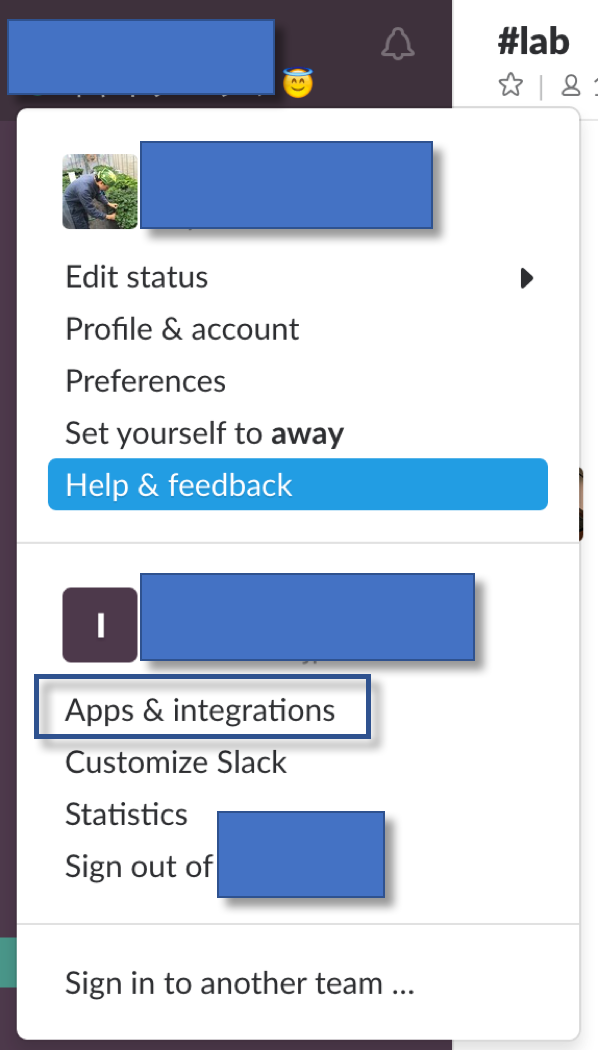 #lab
Edit status
Profile & account
Preferences
Set yourself to away
Help & feedback
I
Apps & integrations
Customize Slack
Statistics
Sign out of
Sign in to another team ...